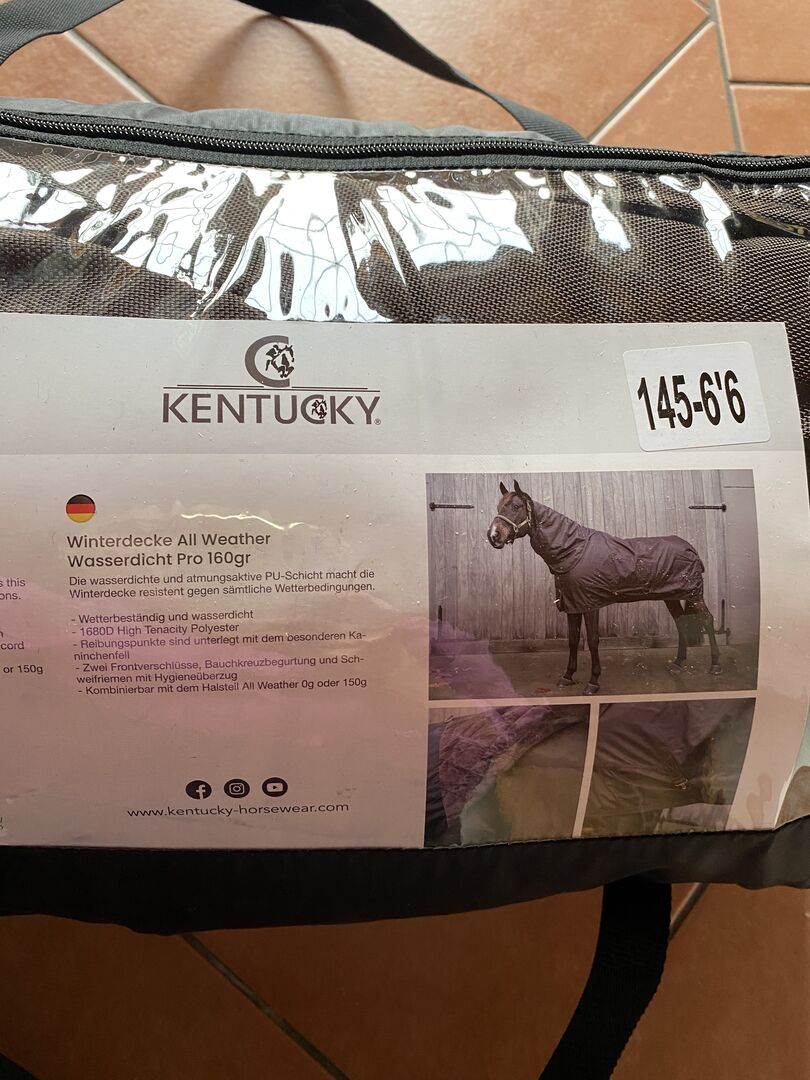 KENTUCKY®
145-6'6
Winterdecke All Weather
Wasserdicht Pro 160gr
Die wasserdichte und atmungsaktive PU-Schicht macht die
Winterdecke resistent gegen sämtliche Wetterbedingungen.
- Wetterbeständig und wasserdicht
- 1680D High Tenacity Polyester
- Reibungspunkte sind unterlegt mit dem besonderen Ka-
ninchenfell
- Zwei Frontverschlüsse, Bauchkreuzbegurtung und Sch-
weifriemen mit Hygieneüberzug
- Kombinierbar mit dem Halsteil All Weather 0g oder 150g
s this
ons.
cord
or 150g
www.kentucky-horsewear.com